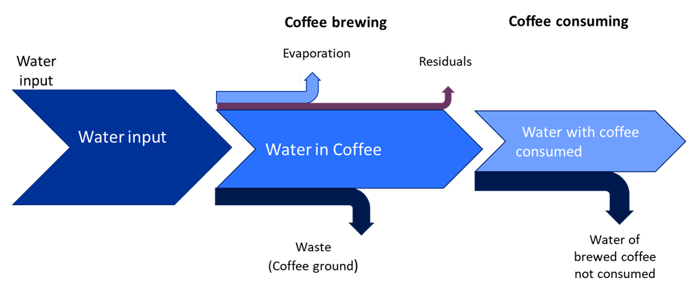 Coffee brewing
Coffee consuming
Evaporation
Residuals
Water
input
Water input
Water in Coffee
Water with coffee
consumed
Waste
(Coffee ground)
Water of
brewed coffee
not consumed